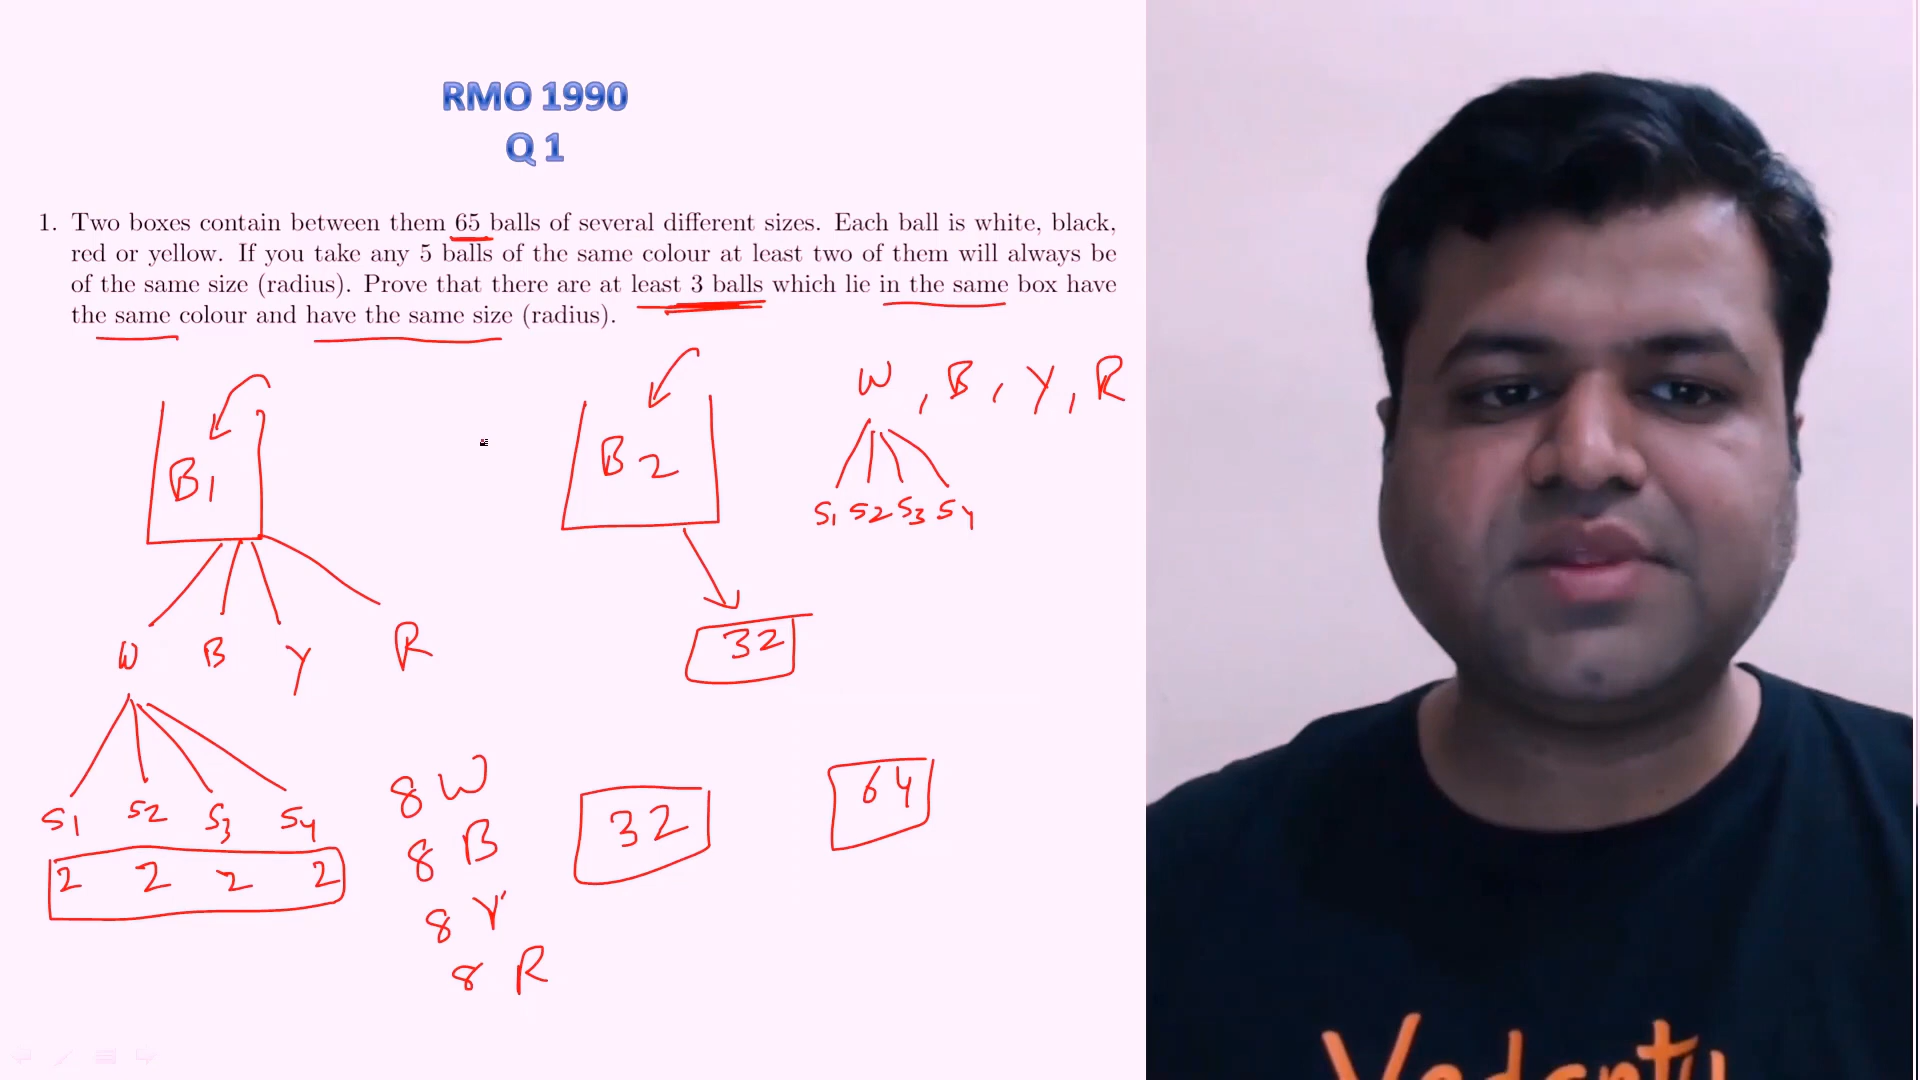 RMO 1990
Q 1
1. Two boxes contain between them 65 balls of several different sizes. Each ball is white, black,
red or yellow. If you take any 5 balls of the same colour at least two of them will always be
of the same size (radius). Prove that there are at least 3 balls which lie in the same box have
the same colour and have the same size (radius).
W , B , Y , R
B1
B2
S1 S2 S3 S4
32
W B Y R
S1 S2 S3 S4
2 2 2 2
8 W
8 B
8 Y
8 R
32
64
Vedantu